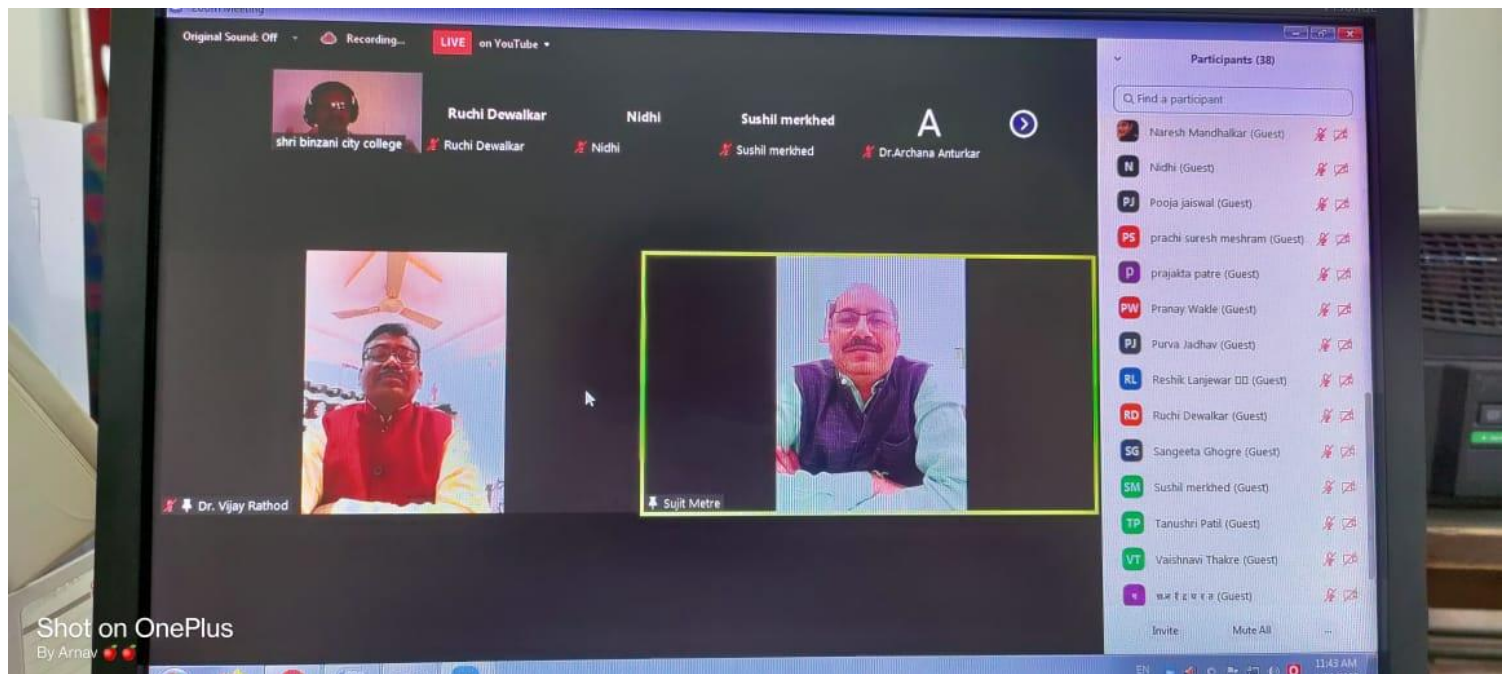 Zoom Meeting
Original Sound: Off
Recording...
LIVE on YouTube
shri binzani city college
Ruchi Dewalkar
Ruchi Dewalkar
Nidhi
Nidhi
Sushil merkhed
Sushil merkhed
A
Dr.Archana Anturkar
Dr. Vijay Rathod
Sujit Metre
Participants (38)
Find a participant
Naresh Mandhalkar (Guest)
N Nidhi (Guest)
PJ Pooja jaiswal (Guest)
PS prachi suresh meshram (Guest)
P prajakta patre (Guest)
PW Pranay Wakle (Guest)
PJ Purva Jadhav (Guest)
RL Reshik Lanjewar (Guest)
RD Ruchi Dewalkar (Guest)
SG Sangeeta Ghogre (Guest)
SM Sushil merkhed (Guest)
TP Tanushri Patil (Guest)
VT Vaishnavi Thakre (Guest)
(Guest)
Invite Mute All ...
EN 11:43 AM
Shot on OnePlus
By Arnav